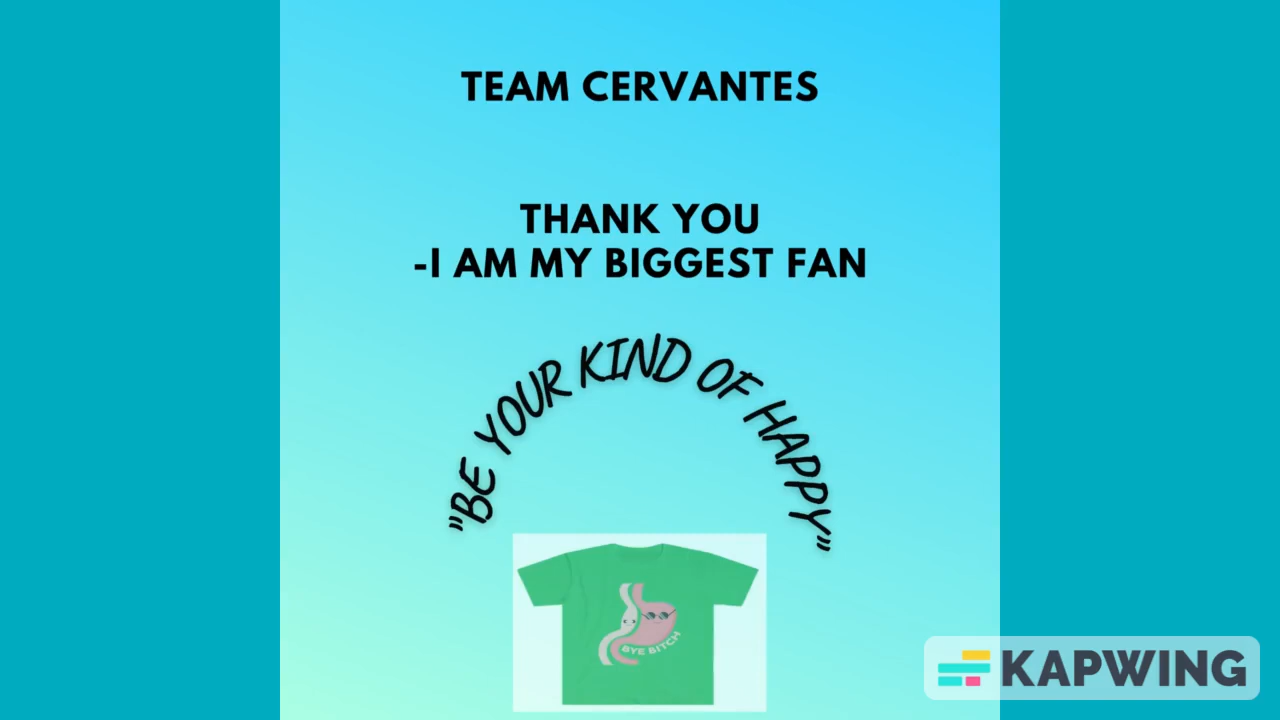 TEAM CERVANTES
THANK YOU
-I AM MY BIGGEST FAN
"BE YOUR KIND OF HAPPY"
BYE BITCH
KAPWING